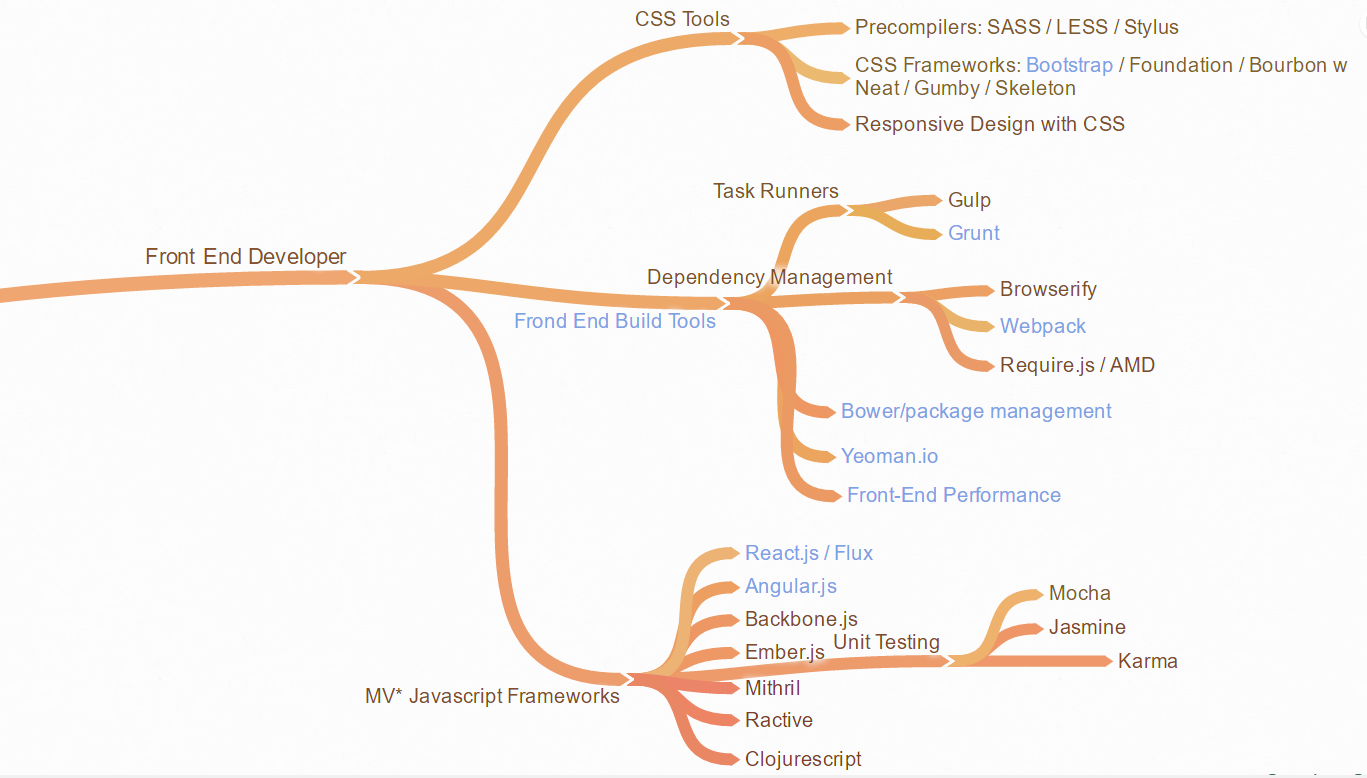 CSS Tools
Precompilers: SASS / LESS / Stylus
CSS Frameworks: Bootstrap / Foundation / Bourbon w
Neat / Gumby / Skeleton
Responsive Design with CSS
Task Runners
Gulp
Grunt
Front End Developer
Dependency Management
Browserify
Frond End Build Tools
Webpack
Require.js / AMD
Bower/package management
Yeoman.io
Front-End Performance
React.js / Flux
Angular.js
Backbone.js
Ember.js
Unit Testing
Mocha
Jasmine
Karma
MV* Javascript Frameworks
Mithril
Ractive
Clojurescript